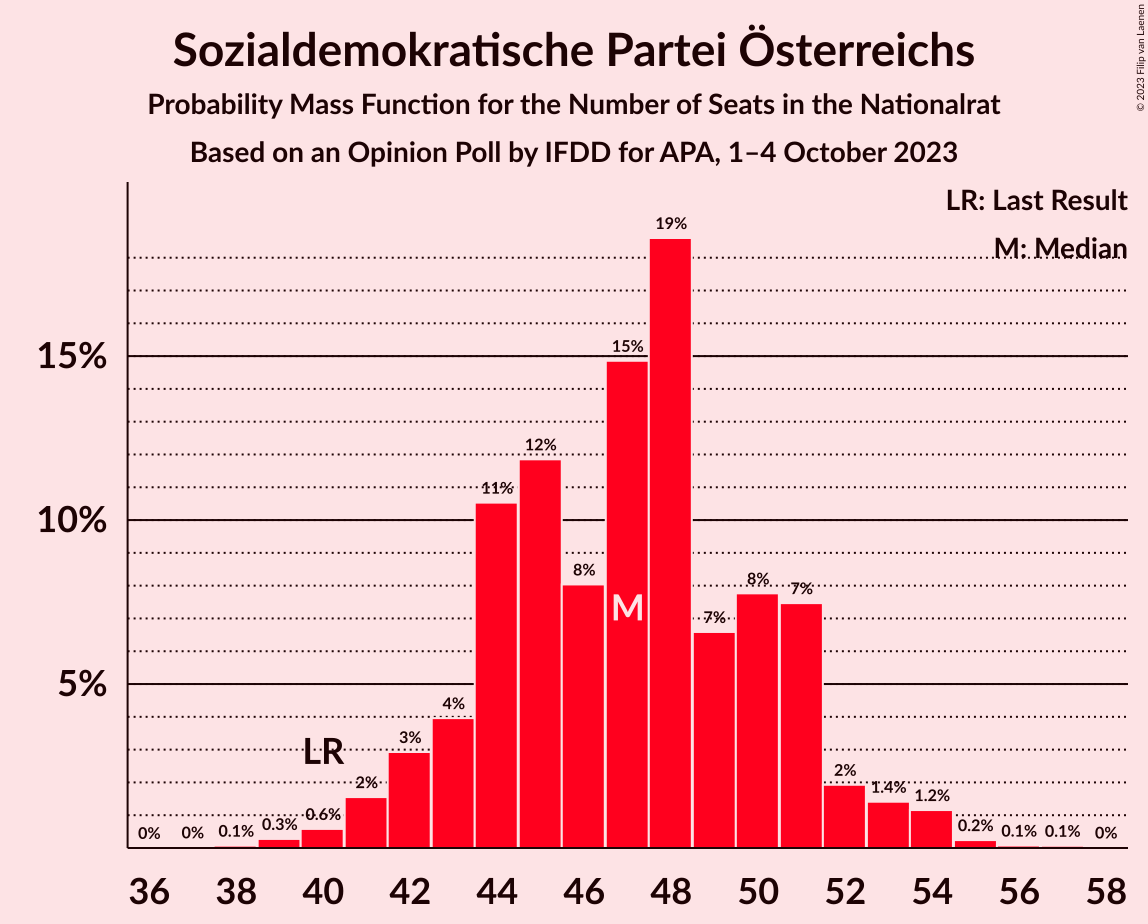 Sozialdemokratische Partei Österreichs
Probability Mass Function for the Number of Seats in the Nationalrat
Based on an Opinion Poll by IFDD for APA, 1–4 October 2023
© 2023 Filip van Laenen
LR: Last Result
M: Median
15%
10%
5%
0%
0%
0.1%
0.3%
0.6%
2%
3%
4%
11%
12%
8%
15%
19%
7%
8%
7%
2%
1.4%
1.2%
0.2%
0.1%
0.1%
0%
LR
M
36 38 40 42 44 46 48 50 52 54 56 58